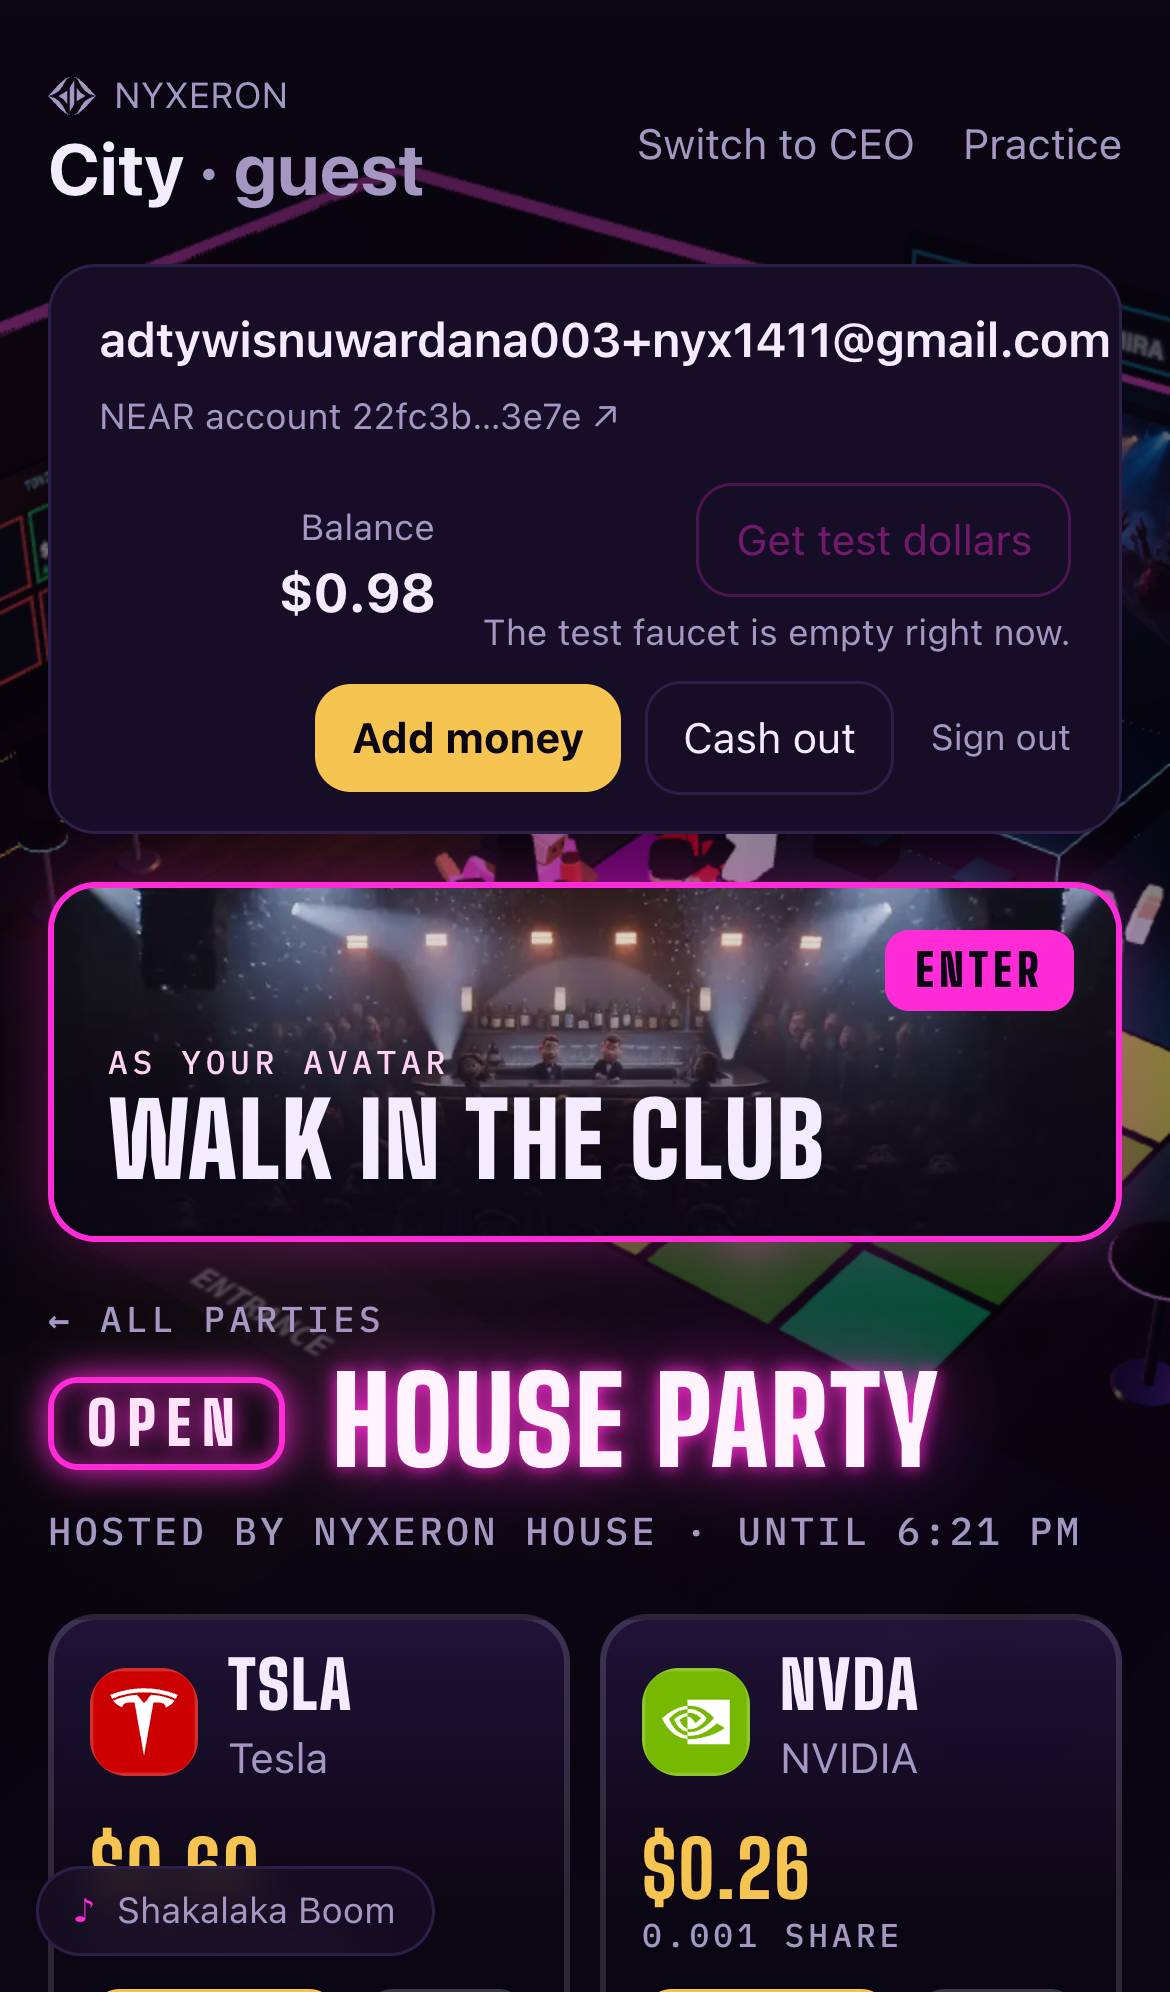 NYXERON
City · guest
Switch to CEO
Practice
adtywisnuwardana003+nyx1411@gmail.com
NEAR account 22fc3b...3e7e ↗
Balance
$0.98
Get test dollars
The test faucet is empty right now.
Add money
Cash out
Sign out
ENTER
AS YOUR AVATAR
WALK IN THE CLUB
ENTRANCE
← ALL PARTIES
OPEN
HOUSE PARTY
HOSTED BY NYXERON HOUSE · UNTIL 6:21 PM
TSLA
Tesla
NVDA
NVIDIA
$0.60
$0.26
0.001 SHARE
♪ Shakalaka Boom